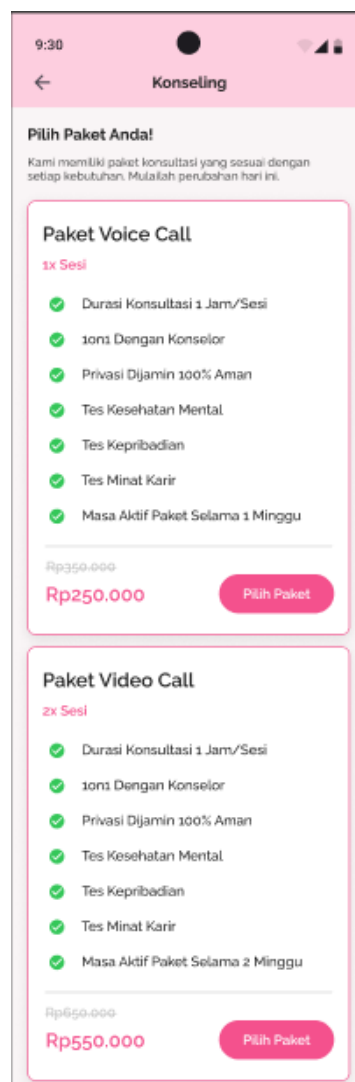 9:30
Konseling
Pilih Paket Anda!
Kami memiliki paket konsultasi yang sesuai dengan
setiap kebutuhan. Mulailah perubahan hari ini.
Paket Voice Call
1x Sesi
Durasi Konsultasi 1 Jam/Sesi
1on1 Dengan Konselor
Privasi Dijamin 100% Aman
Tes Kesehatan Mental
Tes Kepribadian
Tes Minat Karir
Masa Aktif Paket Selama 1 Minggu
Rp350.000
Rp250.000
Pilih Paket
Paket Video Call
2x Sesi
Durasi Konsultasi 1 Jam/Sesi
1on1 Dengan Konselor
Privasi Dijamin 100% Aman
Tes Kesehatan Mental
Tes Kepribadian
Tes Minat Karir
Masa Aktif Paket Selama 2 Minggu
Rp650.000
Rp550.000
Pilih Paket